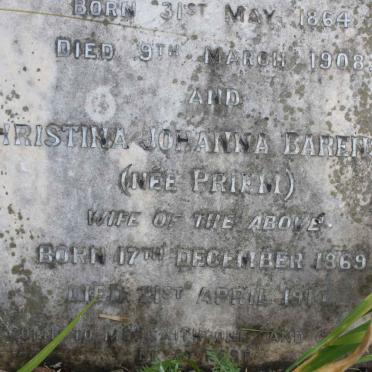 BORN 31ST MAY 1864
DIED 9TH MARCH 1908
AND
HRISTINA JOHANNA BAREN
(NÉE PRIEM)
WIFE OF THE ABOVE.
BORN 17TH DECEMBER 1869
DIED 21ST APRIL